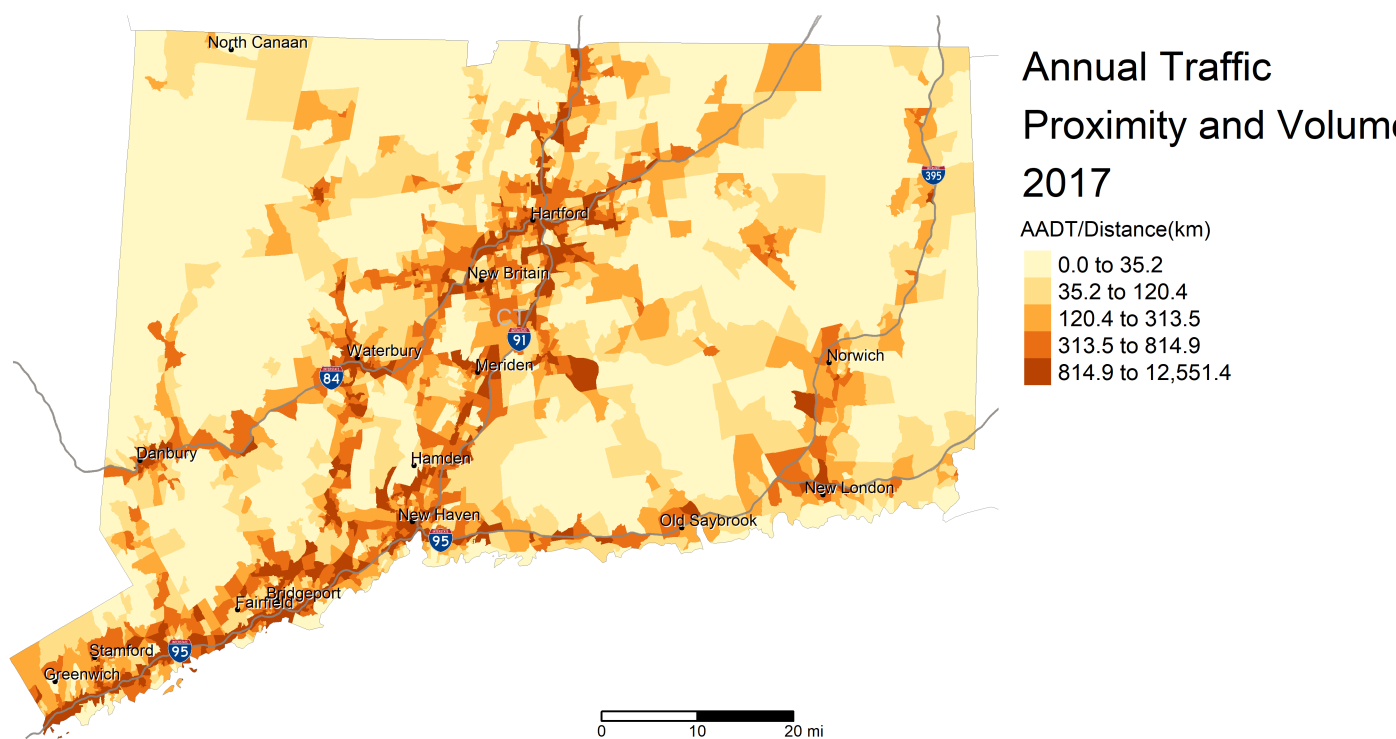 Annual Traffic
Proximity and Volume
2017
AADT/Distance(km)
0.0 to 35.2
35.2 to 120.4
120.4 to 313.5
313.5 to 814.9
814.9 to 12,551.4
North Canaan
395
Hartford
New Britain
CT
91
Waterbury
84
Meriden
Norwich
Danbury
Hamden
New London
New Haven
Old Saybrook
95
Bridgeport
Fairfield
Stamford
95
Greenwich
0 10 20 mi